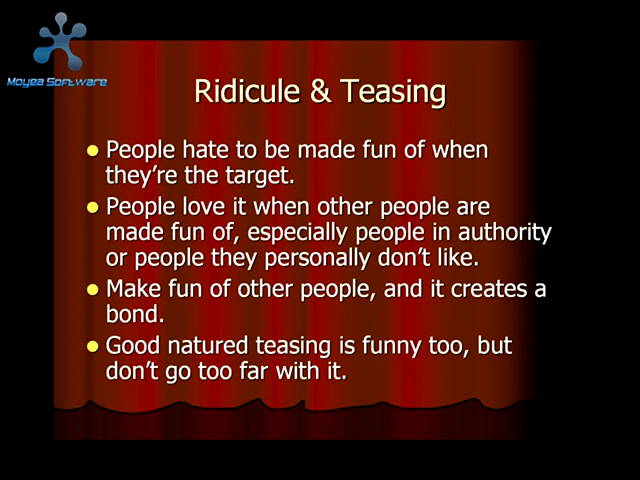 Moyea Software
Ridicule & Teasing
People hate to be made fun of when
they’re the target.
People love it when other people are
made fun of, especially people in authority
or people they personally don’t like.
Make fun of other people, and it creates a
bond.
Good natured teasing is funny too, but
don’t go too far with it.